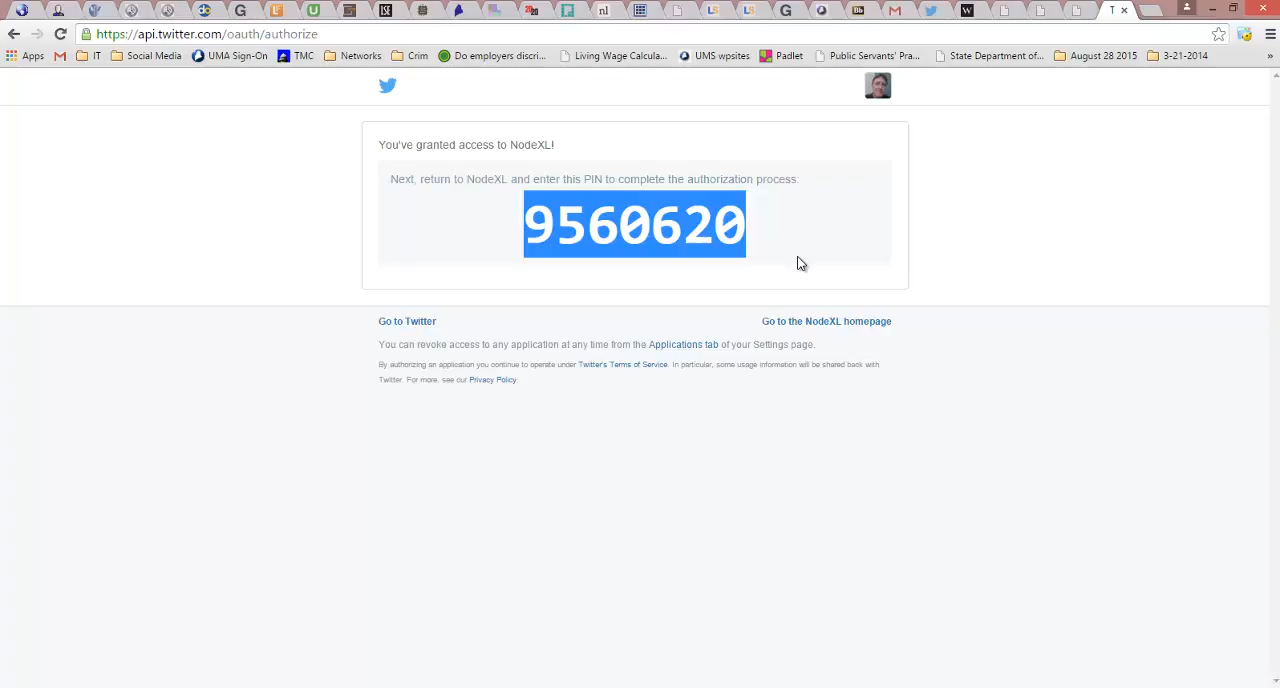 https://api.twitter.com/oauth/authorize
Apps IT Social Media UMA Sign-On TMC Networks Crim Do employers discri... Living Wage Calcula... UMS wpsites Padlet Public Servants' Pra... State Department of... August 28 2015 3-21-2014 »
You've granted access to NodeXL!
Next, return to NodeXL and enter this PIN to complete the authorization process:
9560620
Go to Twitter Go to the NodeXL homepage
You can revoke access to any application at any time from the Applications tab of your Settings page.
By authorizing an application you continue to operate under Twitter's Terms of Service. In particular, some usage information will be shared back with
Twitter. For more, see our Privacy Policy.